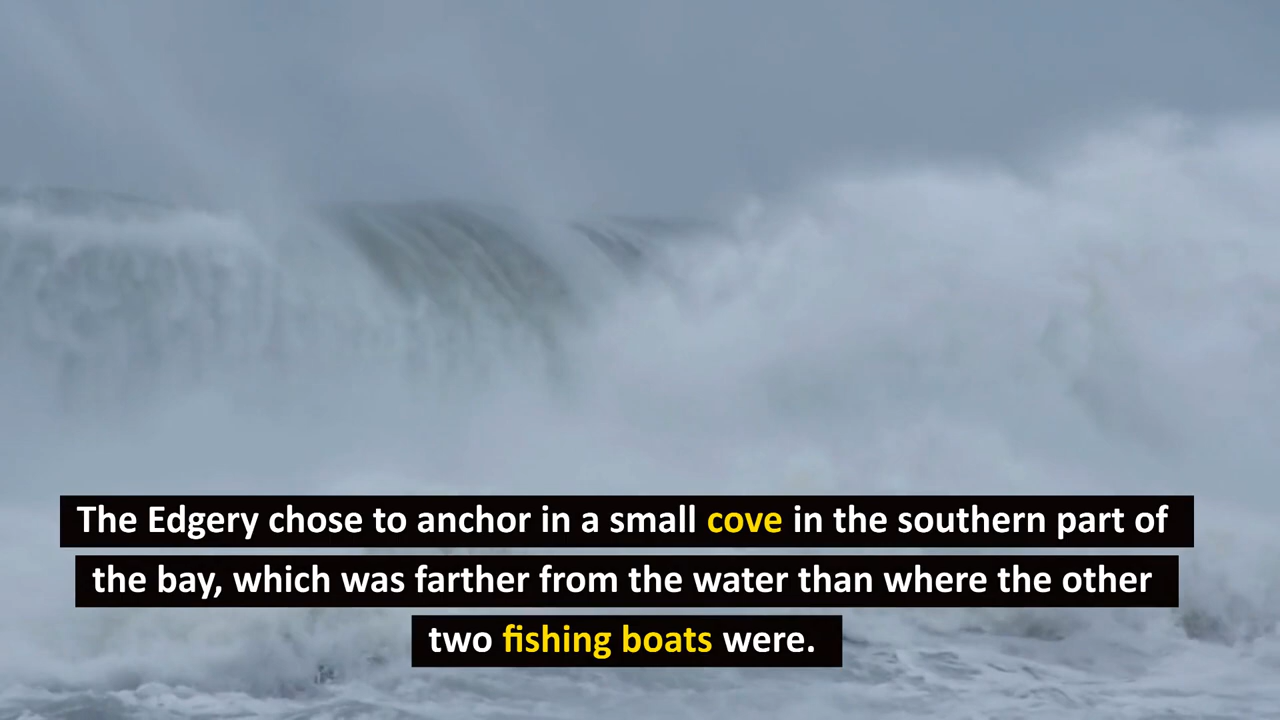 The Edgery chose to anchor in a small cove in the southern part of
the bay, which was farther from the water than where the other
two fishing boats were.